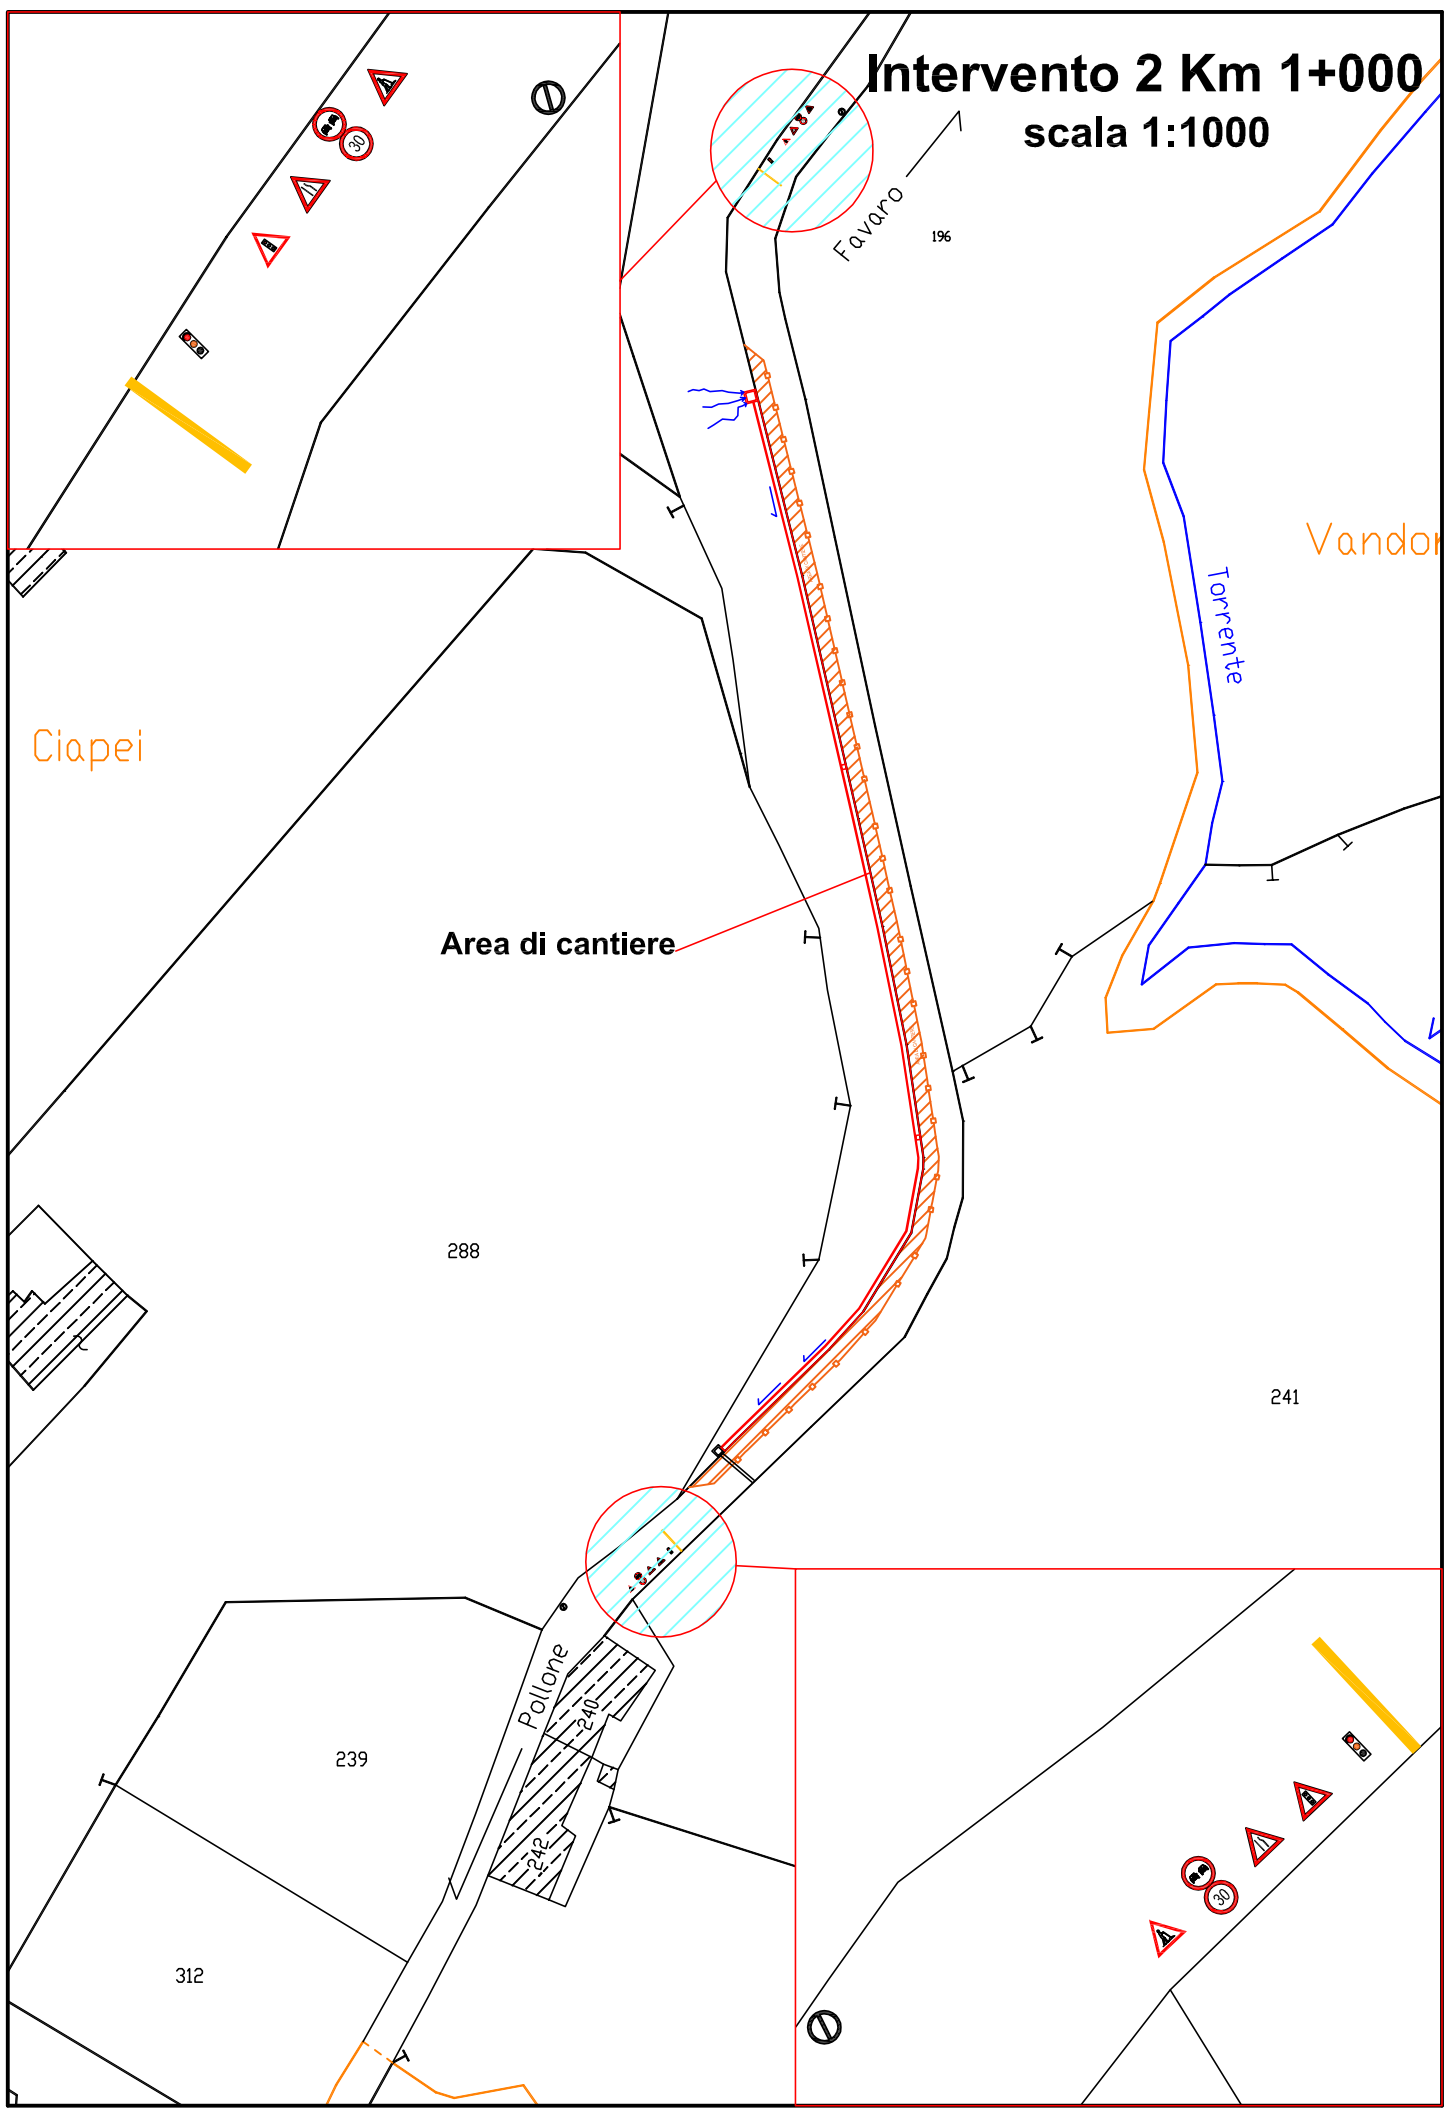 Intervento 2 Km 1+000
scala 1:1000
30
Favaro
196
Vando
Torrente
Ciapei
Area di cantiere
288
241
Pollone
240
239
242
30
312